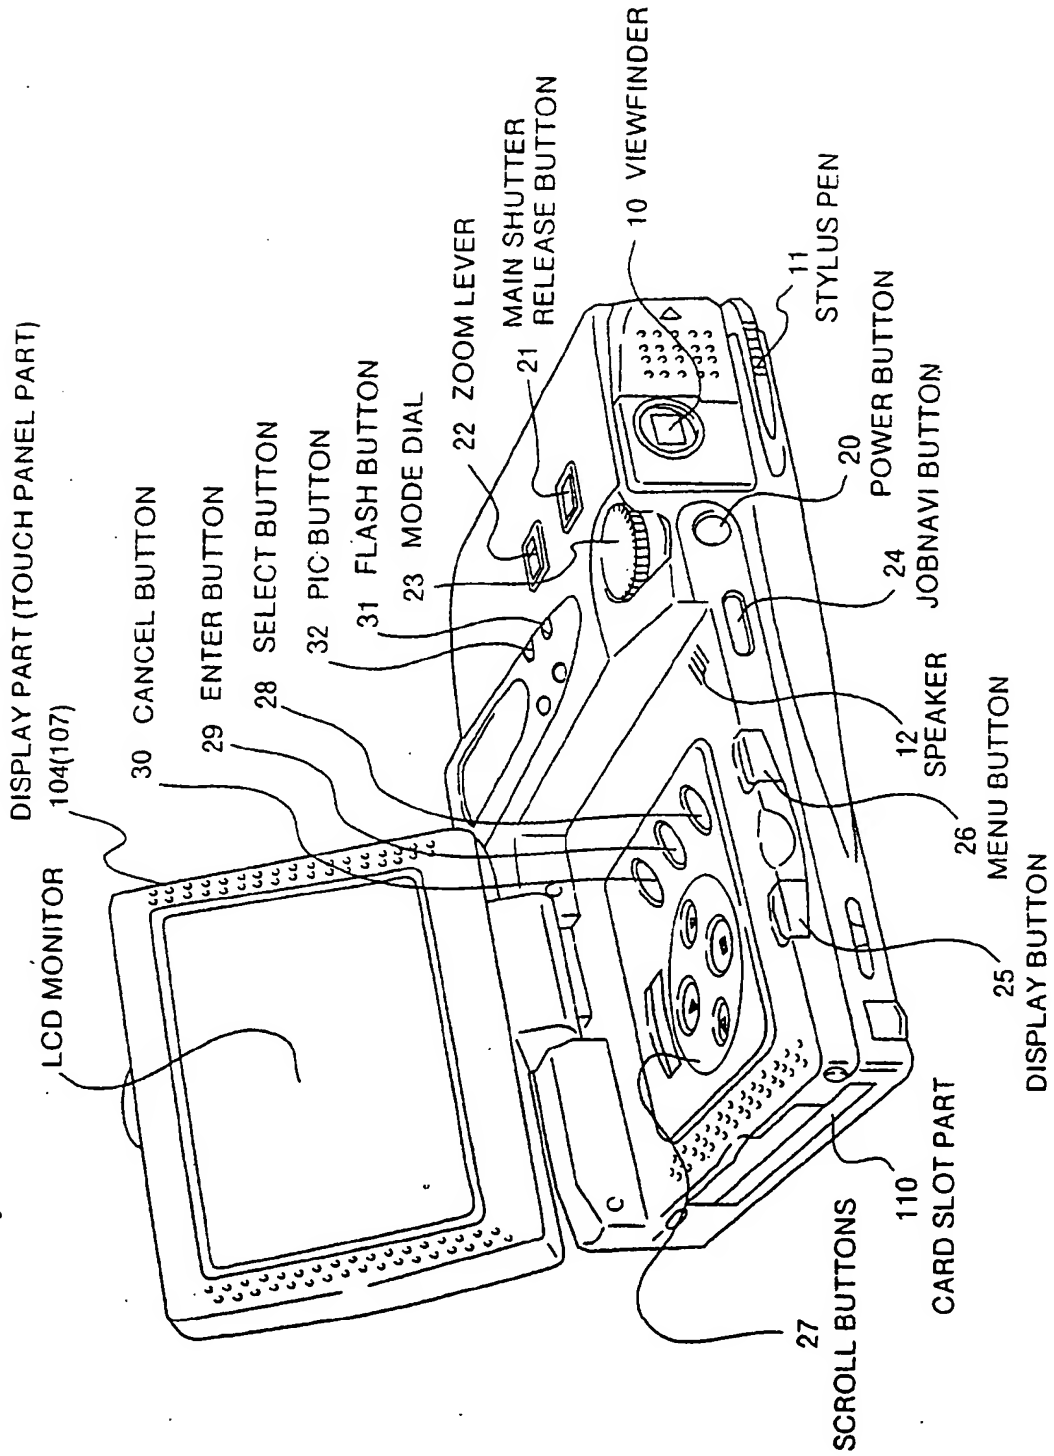 DISPLAY PART (TOUCH PANEL PART)
104(107)
LCD MONITOR
30 CANCEL BUTTON
29 ENTER BUTTON
28 SELECT BUTTON
32 PIC BUTTON
31 FLASH BUTTON
23 MODE DIAL
22 ZOOM LEVER
MAIN SHUTTER
21 RELEASE BUTTON
10 VIEWFINDER
11
STYLUS PEN
20
POWER BUTTON
24
JOBNAVI BUTTON
12
SPEAKER
26
MENU BUTTON
25
DISPLAY BUTTON
110
CARD SLOT PART
27
SCROLL BUTTONS